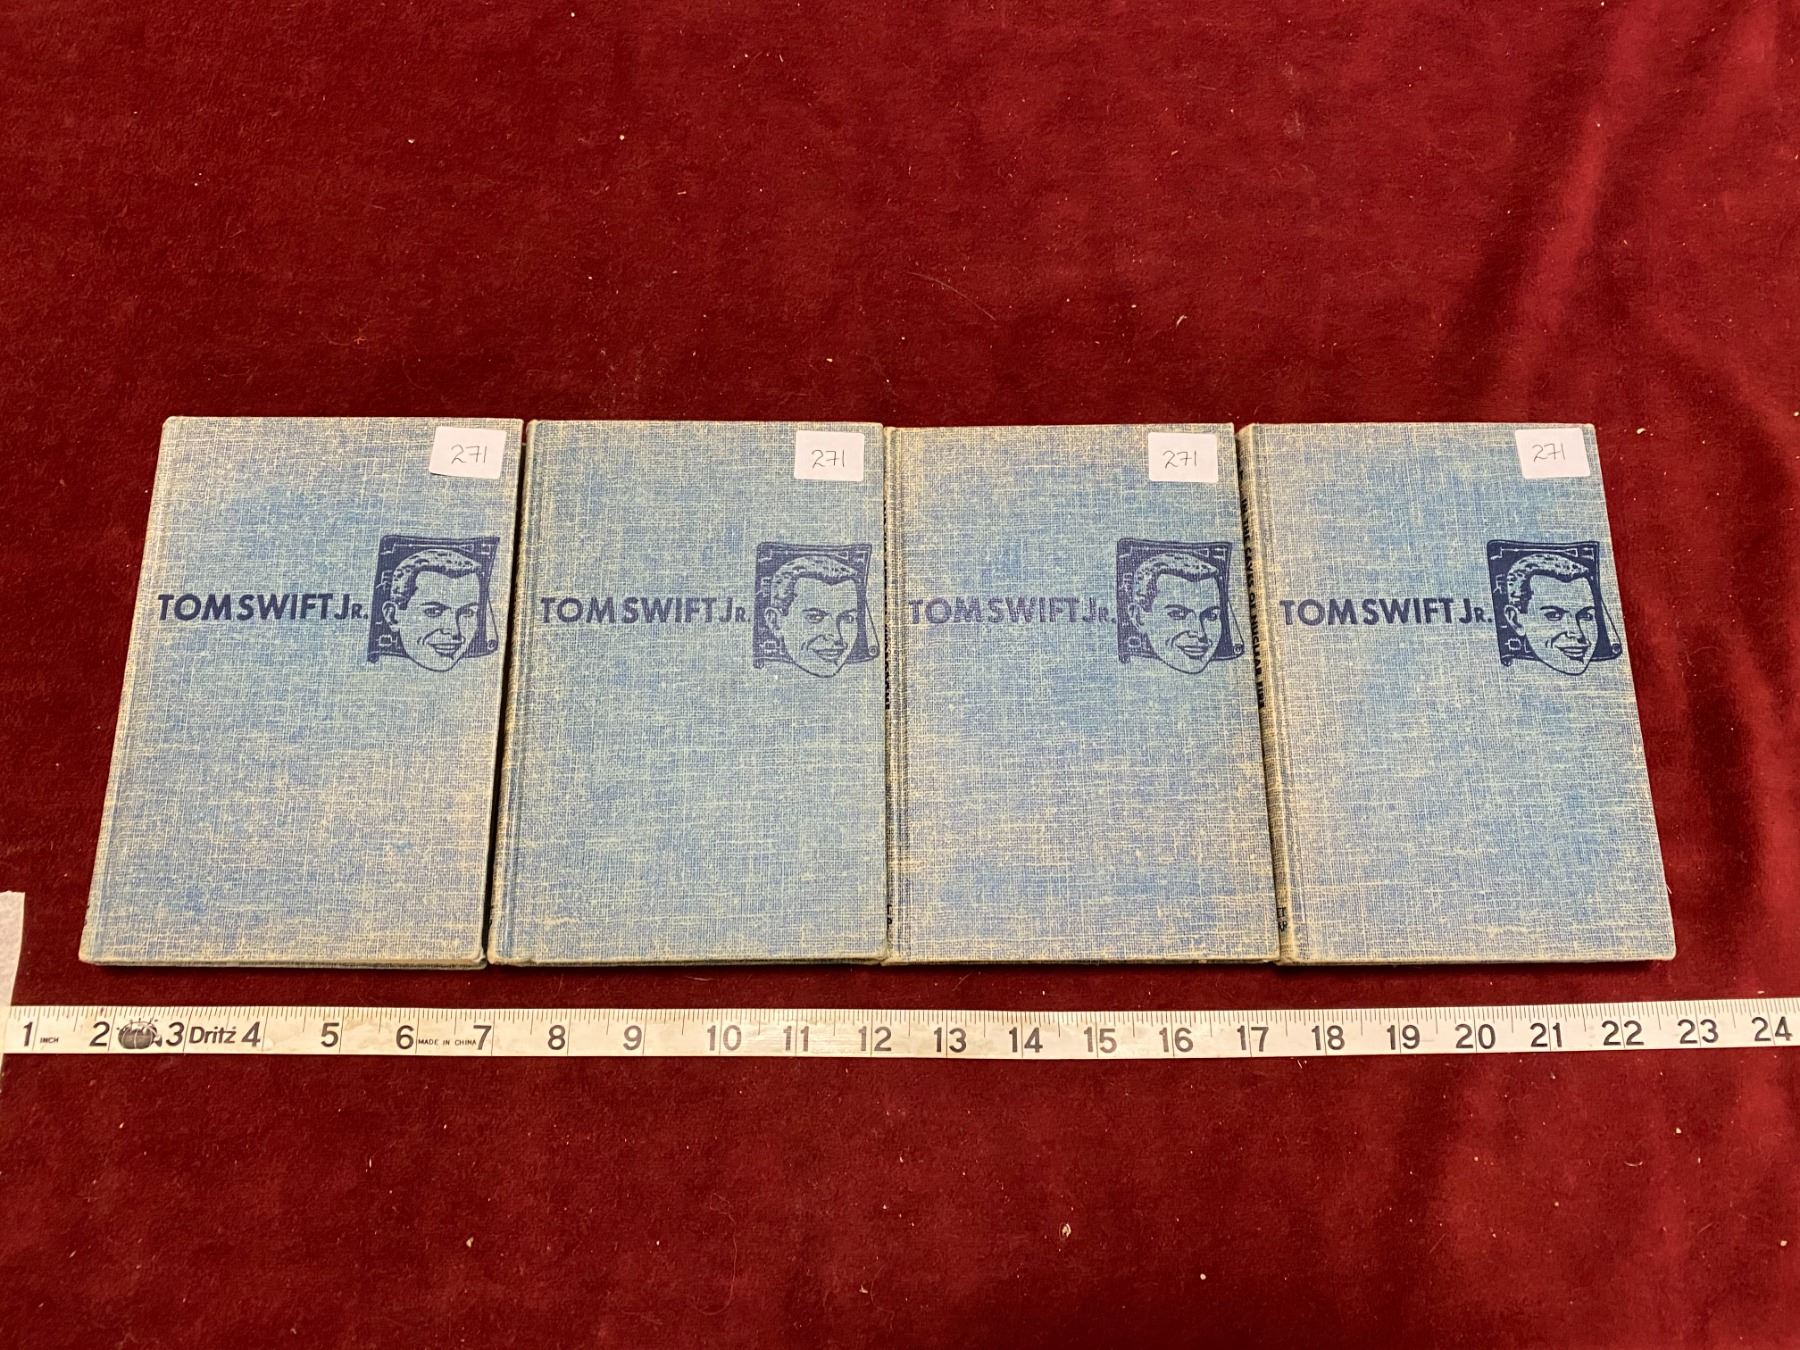 271
271
271
271
TOM SWIFT JR.
TOM SWIFT JR.
TOM SWIFT JR.
TOM SWIFT JR.
1 INCH 2 3 Dritz 4 5 6 MADE IN CHINA 7 8 9 10 11 12 13 14 15 16 17 18 19 20 21 22 23 24